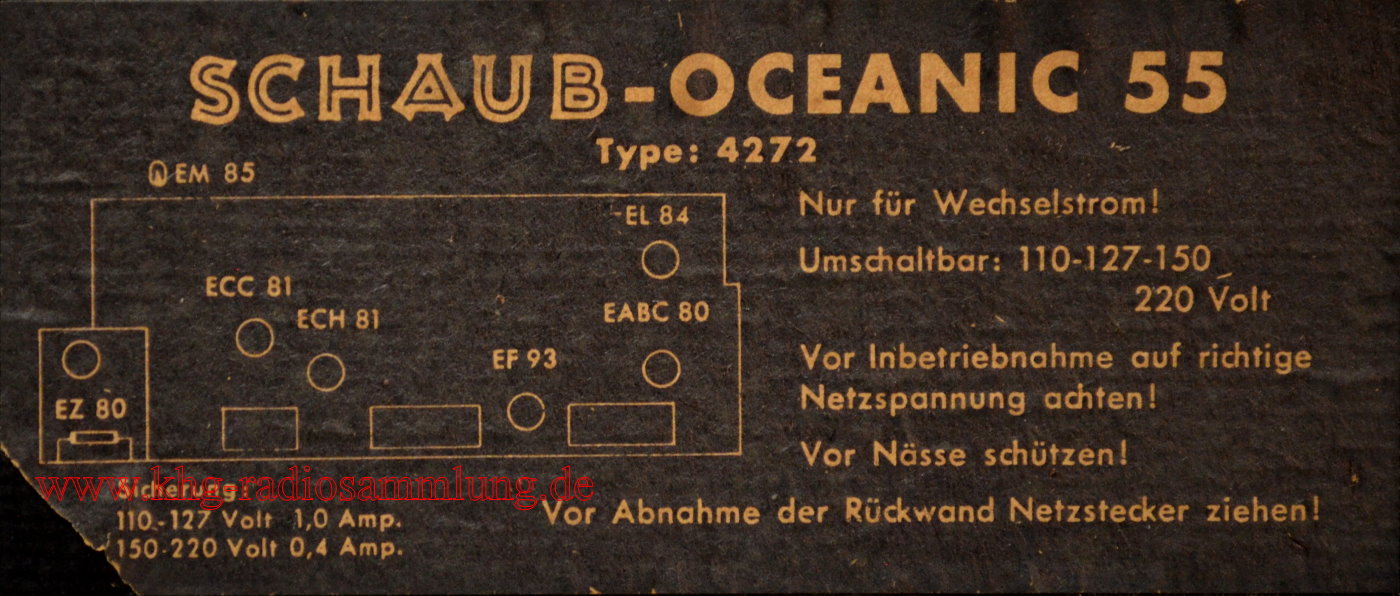 SCHAUB-OCEANIC 55
Type: 4272
EM 85
EL 84
ECC 81
ECH 81
EABC 80
EF 93
EZ 80
Nur für Wechselstrom!
Umschaltbar: 110-127-150
220 Volt
Vor Inbetriebnahme auf richtige
Netzspannung achten!
Vor Nässe schützen!
www.khg-radiosammlung.de
Sicherung:
110-127 Volt 1,0 Amp.
150-220 Volt 0,4 Amp.
Vor Abnahme der Rückwand Netzstecker ziehen!